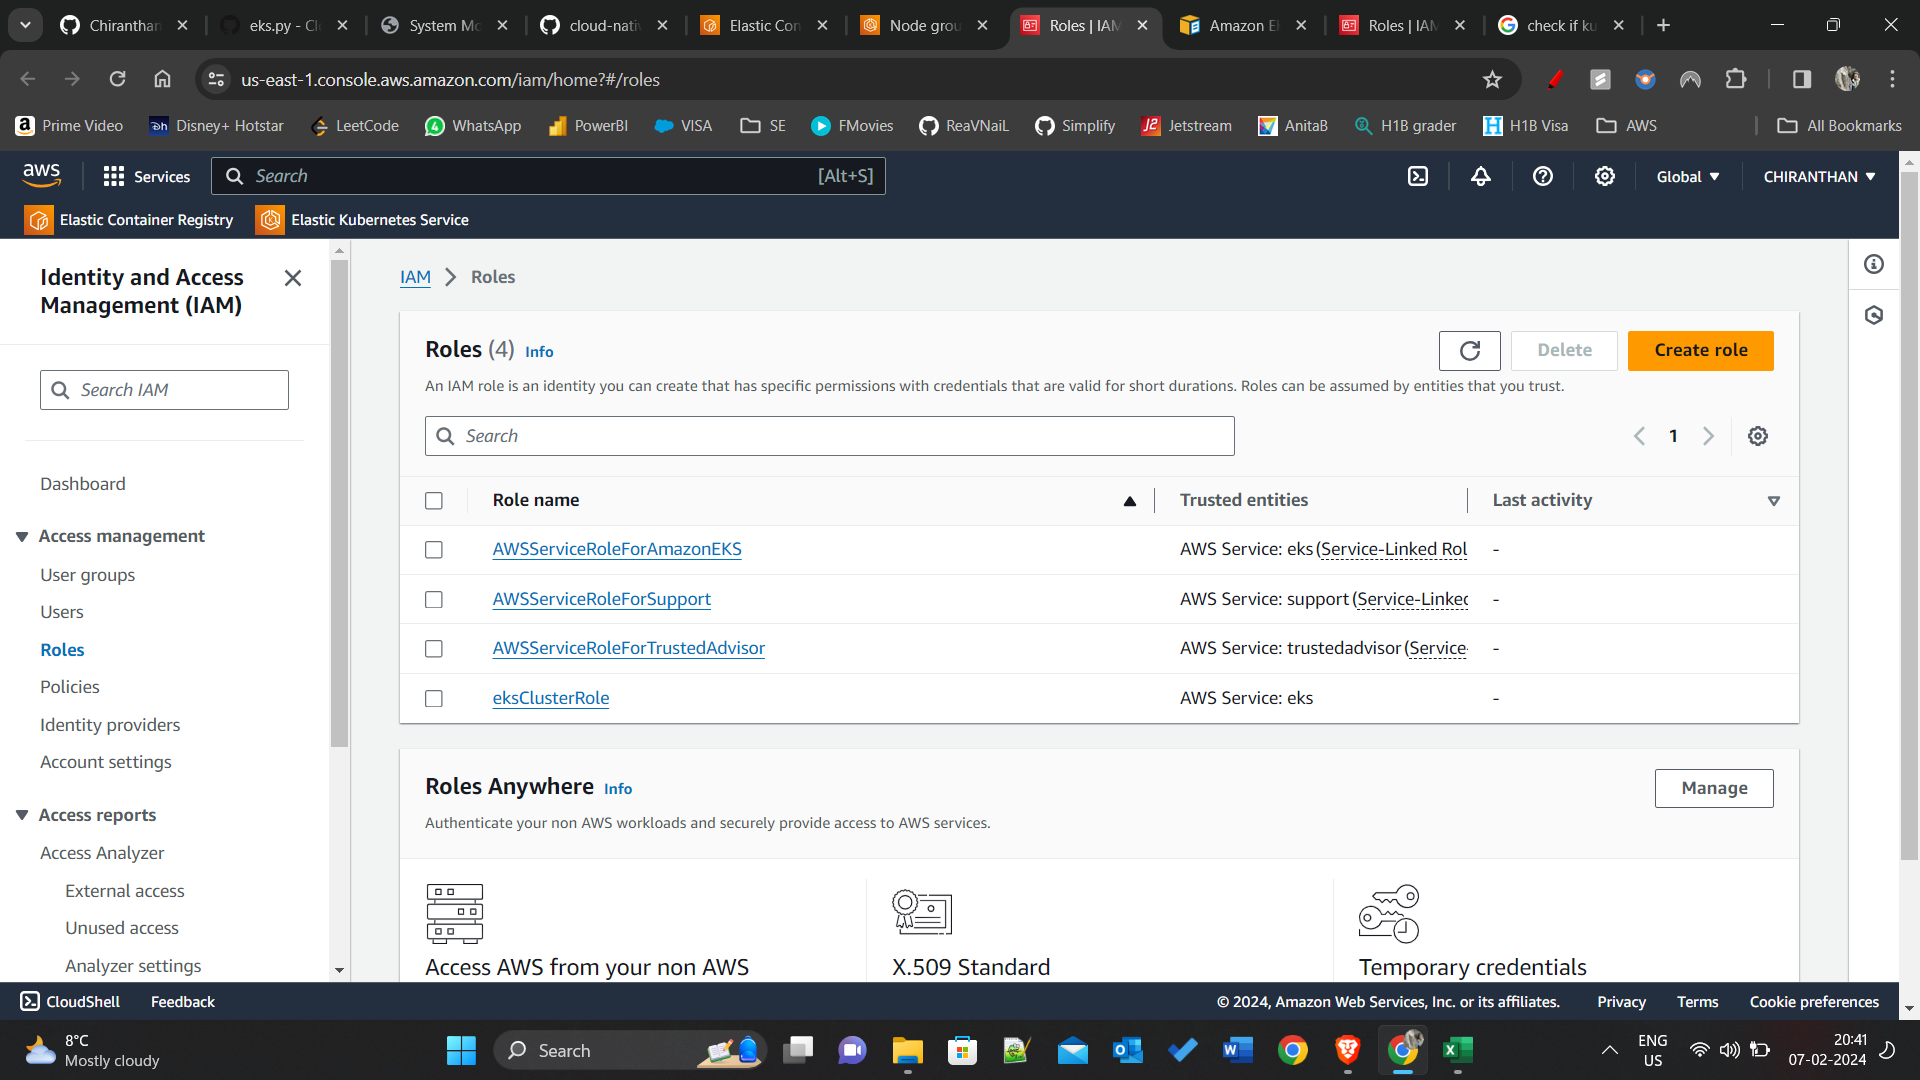 Chiranthan
eks.py - Clo
System Mo
cloud-nativ
Elastic Con
Node grou
Roles | IAM
Amazon El
Roles | IAM
check if ku
us-east-1.console.aws.amazon.com/iam/home?#/roles
Prime Video
Disney+ Hotstar
LeetCode
WhatsApp
PowerBI
VISA
SE
FMovies
ReaVNaiL
Simplify
Jetstream
AnitaB
H1B grader
H1B Visa
AWS
All Bookmarks
aws
Services
Search
[Alt+S]
Global
CHIRANTHAN
Elastic Container Registry
Elastic Kubernetes Service
Identity and Access
Management (IAM)
Search IAM
Dashboard
Access management
User groups
Users
Roles
Policies
Identity providers
Account settings
Access reports
Access Analyzer
External access
Unused access
Analyzer settings
IAM
Roles
Roles (4) Info
Delete
Create role
An IAM role is an identity you can create that has specific permissions with credentials that are valid for short durations. Roles can be assumed by entities that you trust.
Search
1
Role name
Trusted entities
Last activity
AWSServiceRoleForAmazonEKS
AWS Service: eks (Service-Linked Rol
-
AWSServiceRoleForSupport
AWS Service: support (Service-Linked
-
AWSServiceRoleForTrustedAdvisor
AWS Service: trustedadvisor (Service-
-
eksClusterRole
AWS Service: eks
-
Roles Anywhere Info
Manage
Authenticate your non AWS workloads and securely provide access to AWS services.
Access AWS from your non AWS
X.509 Standard
Temporary credentials
CloudShell
Feedback
© 2024, Amazon Web Services, Inc. or its affiliates.
Privacy
Terms
Cookie preferences
8°C
Mostly cloudy
Search
ENG
US
20:41
07-02-2024